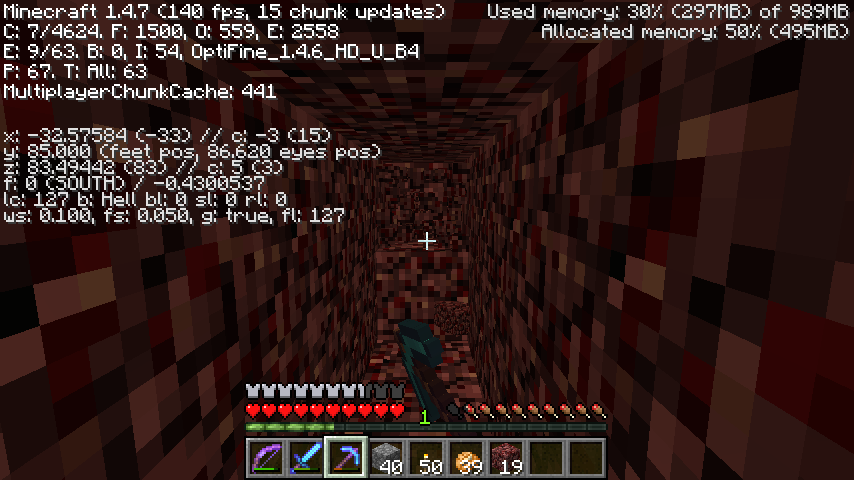 Minecraft 1.4.7 (140 fps, 15 chunk updates)
Used memory: 30% (297MB) of 989MB
C: 7/4624. F: 1500, O: 559, E: 2558
Allocated memory: 50% (495MB)
E: 9/63. B: 0, I: 54, OptiFine_1.4.6_HD_U_B4
P: 67. T: All: 63
MultiplayerChunkCache: 441
x: -32.57584 (-33) // c: -3 (15)
y: 85.000 (feet pos, 86.620 eyes pos)
z: 83.49442 (83) // c: 5 (3)
f: 0 (SOUTH) / -0.4300537
lc: 127 b: Hell bl: 0 sl: 0 rl: 0
ws: 0.100, fs: 0.050, g: true, fl: 127
1
40 50 39 19